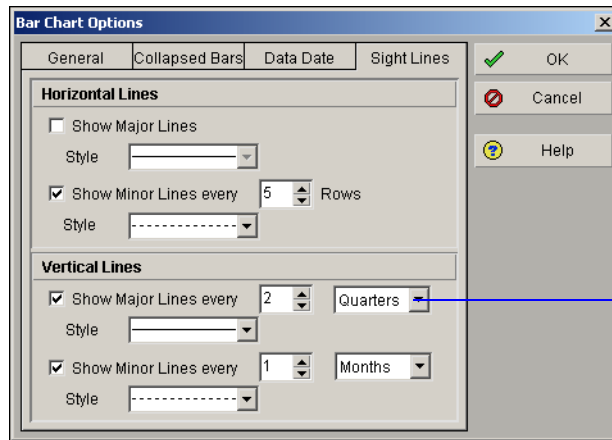 Bar Chart Options
General Collapsed Bars Data Date Sight Lines
OK
Cancel
Help
Horizontal Lines
Show Major Lines
Style
Show Minor Lines every 5 Rows
Style
Vertical Lines
Show Major Lines every 2 Quarters
Style
Show Minor Lines every 1 Months
Style